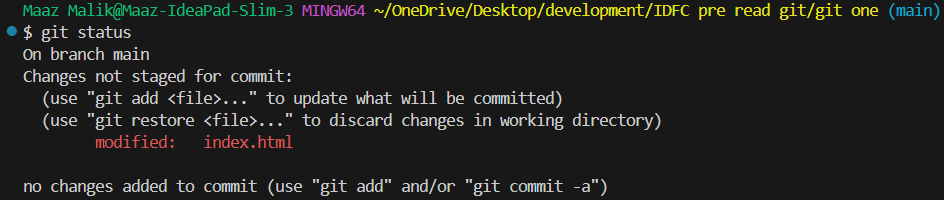 Maaz Malik@Maaz-IdeaPad-Slim-3 MINGW64 ~/OneDrive/Desktop/development/IDFC pre read git/git one (main)
$ git status
On branch main
Changes not staged for commit:
  (use "git add <file>..." to update what will be committed)
  (use "git restore <file>..." to discard changes in working directory)
        modified:   index.html

no changes added to commit (use "git add" and/or "git commit -a")